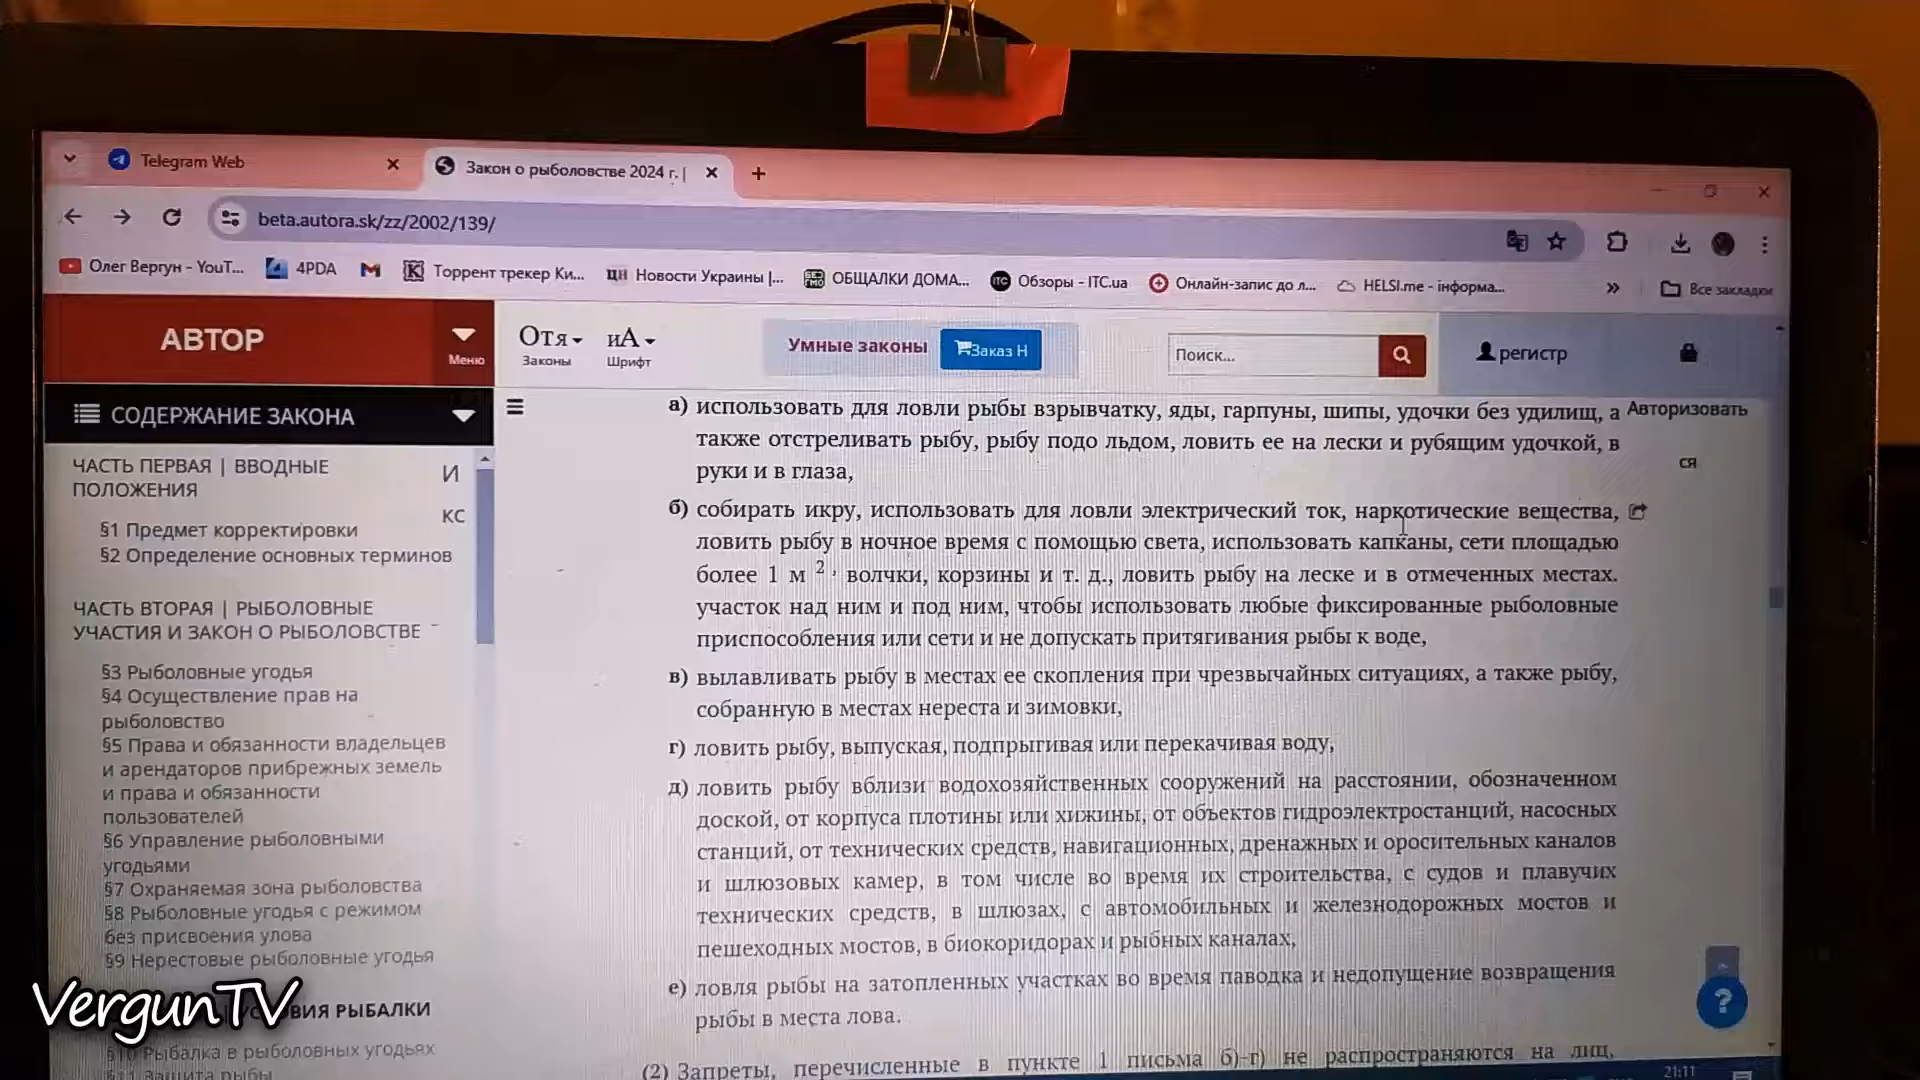 Telegram Web
Закон о рыболовстве 2024 г. |
beta.autora.sk/zz/2002/139/
Олег Вергун - YouT...
4PDA
Торрент трекер Ки...
Новости Украины |...
ОБЩАЛКИ ДОМА...
Обзоры - ITC.ua
Онлайн-запис до л...
HELSI.me - інформа...
Все закладки
АВТОР
Меню
Отя
Законы
иА
Шрифт
Умные законы
Заказ Н
Поиск...
регистр
Авторизовать
ся
СОДЕРЖАНИЕ ЗАКОНА
И
кс
ЧАСТЬ ПЕРВАЯ | ВВОДНЫЕ
ПОЛОЖЕНИЯ
§1 Предмет корректировки
§2 Определение основных терминов
ЧАСТЬ ВТОРАЯ | РЫБОЛОВНЫЕ
УЧАСТИЯ И ЗАКОН О РЫБОЛОВСТВЕ
§3 Рыболовные угодья
§4 Осуществление прав на
рыболовство
§5 Права и обязанности владельцев
и арендаторов прибрежных земель
и права и обязанности
пользователей
§6 Управление рыболовными
угодьями
§7 Охраняемая зона рыболовства
§8 Рыболовные угодья с режимом
без присвоения улова
§9 Нерестовые рыболовные угодья
РЫБАЛКИ
§10 Рыбалка в рыболовных угодьях
§11 Защита рыбы
а) использовать для ловли рыбы взрывчатку, яды, гарпуны, шипы, удочки без удилищ, а
также отстреливать рыбу, рыбу подо льдом, ловить ее на лески и рубящим удочкой, в
руки и в глаза,
б) собирать икру, использовать для ловли электрический ток, наркотические вещества,
ловить рыбу в ночное время с помощью света, использовать капканы, сети площадью
более 1 м 2 , волчки, корзины и т. д., ловить рыбу на леске и в отмеченных местах.
участок над ним и под ним, чтобы использовать любые фиксированные рыболовные
приспособления или сети и не допускать притягивания рыбы к воде,
в) вылавливать рыбу в местах ее скопления при чрезвычайных ситуациях, а также рыбу,
собранную в местах нереста и зимовки,
г) ловить рыбу, выпуская, подпрыгивая или перекачивая воду,
д) ловить рыбу вблизи водохозяйственных сооружений на расстоянии, обозначенном
доской, от корпуса плотины или хижины, от объектов гидроэлектростанций, насосных
станций, от технических средств, навигационных, дренажных и оросительных каналов
и шлюзовых камер, в том числе во время их строительства, с судов и плавучих
технических средств, в шлюзах, с автомобильных и железнодорожных мостов и
пешеходных мостов, в биокоридорах и рыбных каналах,
е) ловля рыбы на затопленных участках во время паводка и недопущение возвращения
рыбы в места лова.
(2) Запреты, перечисленные в пункте 1 письма б)-г) не распространяются на лиц,
21:11
VergunTV